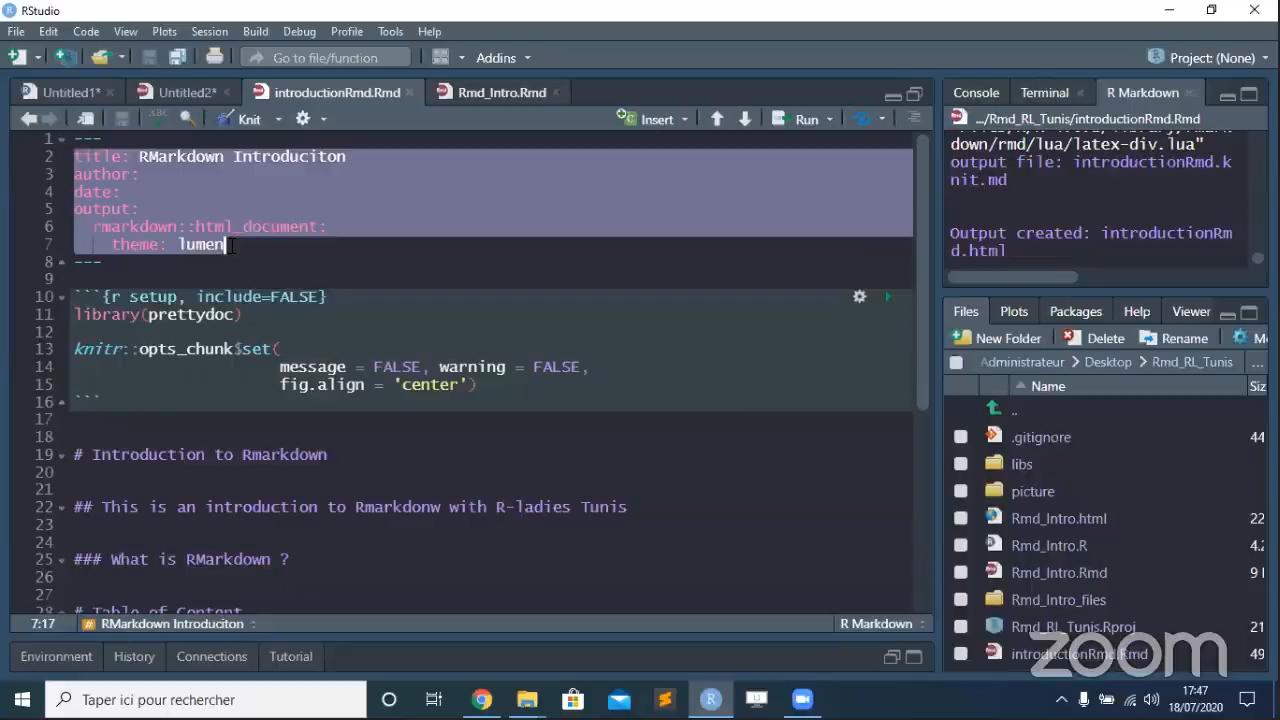 RStudio
File Edit Code View Plots Session Build Debug Profile Tools Help
Go to file/function Addins Project: (None)
Untitled1* Untitled2* introductionRmd.Rmd Rmd_Intro.Rmd
ABC Knit Insert Run
1 ---
2 title: RMarkdown Introduciton
3 author:
4 date:
5 output:
6 rmarkdown::html_document:
7 theme: lumen
8 ---
9
10 ```{r setup, include=FALSE}
11 library(prettydoc)
12
13 knitr::opts_chunk$set(
14 message = FALSE, warning = FALSE,
15 fig.align = 'center')
16 ```
17
18
19 # Introduction to Rmarkdown
20
21
22 ## This is an introduction to Rmarkdonw with R-ladies Tunis
23
24
25 ### What is RMarkdown ?
26
27
28 # Table of Content
7:17 RMarkdown Introduciton R Markdown
Environment History Connections Tutorial
Console Terminal R Markdown
.../Rmd_RL_Tunis/introductionRmd.Rmd
down/rmd/lua/latex-div.lua"
output file: introductionRmd.k
nit.md
Output created: introductionRm
d.html
Files Plots Packages Help Viewer
New Folder Delete Rename M
Administrateur Desktop Rmd_RL_Tunis ...
Name Siz
..
.gitignore 44
libs
picture
Rmd_Intro.html 22
Rmd_Intro.R 4.2
Rmd_Intro.Rmd 9 l
Rmd_Intro_files
Rmd_RL_Tunis.Rproj 21
introductionRmd.Rmd 49
zoom
Taper ici pour rechercher
17:47
18/07/2020